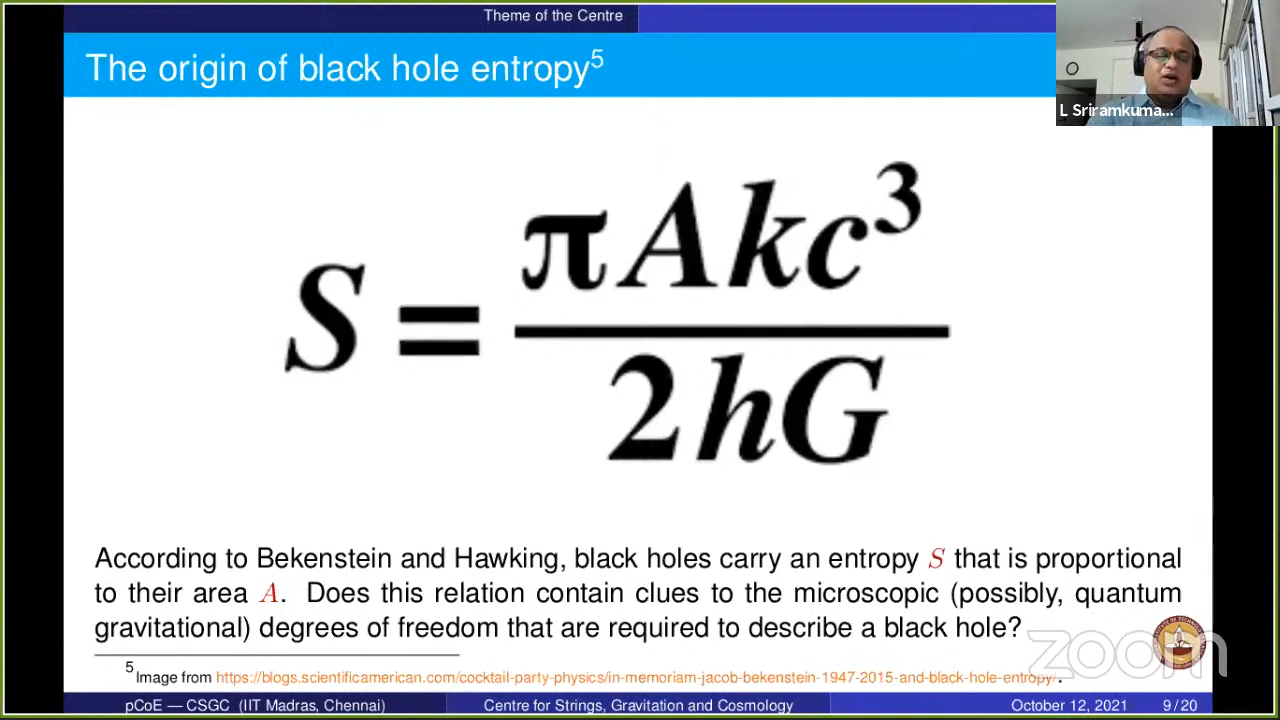 Theme of the Centre
The origin of black hole entropy⁵
L Sriramkuma...
S = πAkc³ / 2hG
According to Bekenstein and Hawking, black holes carry an entropy S that is proportional
to their area A. Does this relation contain clues to the microscopic (possibly, quantum
gravitational) degrees of freedom that are required to describe a black hole?
zoom
⁵Image from https://blogs.scientificamerican.com/cocktail-party-physics/in-memoriam-jacob-bekenstein-1947-2015-and-black-hole-entropy/.
pCoE — CSGC (IIT Madras, Chennai) Centre for Strings, Gravitation and Cosmology October 12, 2021 9 / 20